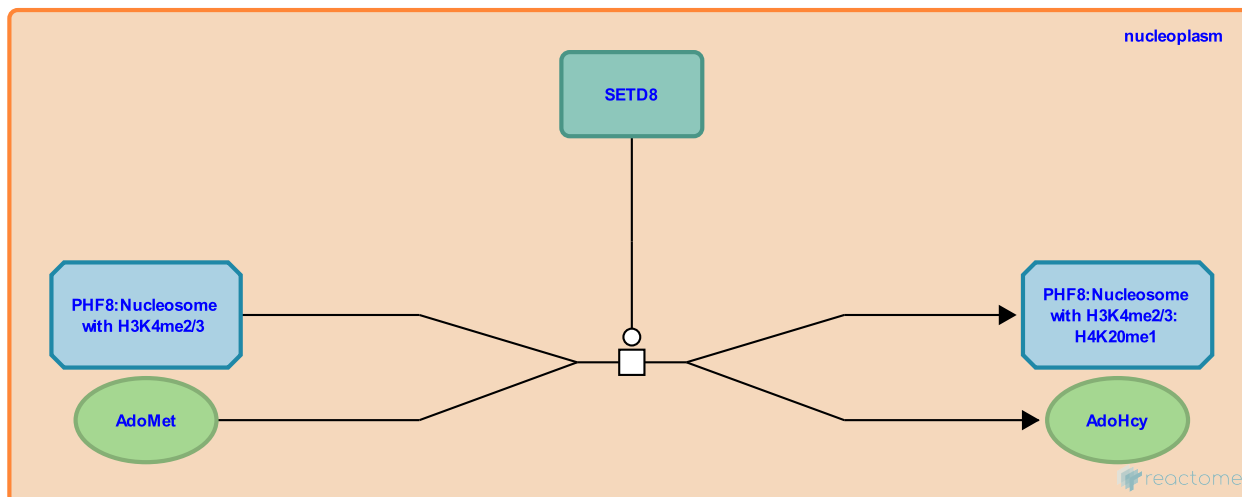 nucleoplasm
SETD8
PHF8:Nucleosome
with H3K4me2/3
PHF8:Nucleosome
with H3K4me2/3:
H4K20me1
AdoMet
AdoHcy
reactome